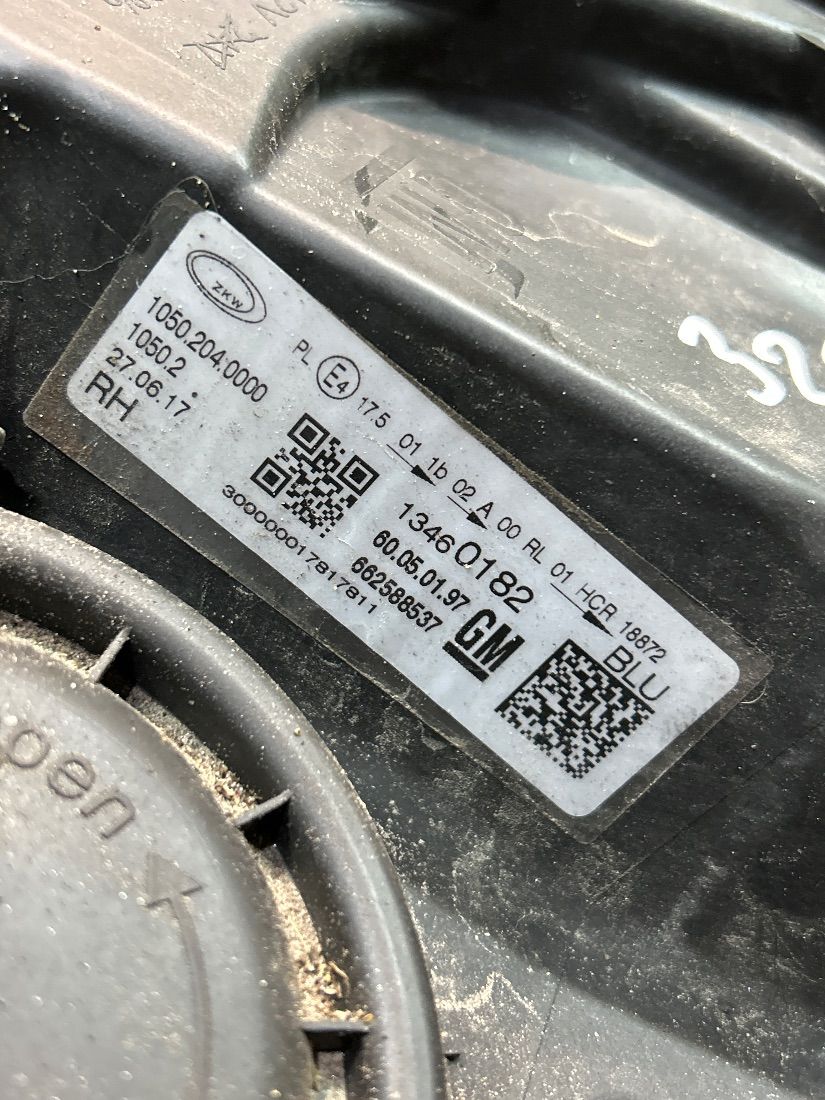 ZKW
1050.204.0000
1050.2
27.06.17
RH
PL E4 17.5 01 1b 02 A 00 RL 01 HCR 18872
13460182
60.05.01.97
662588537
GM
BLU
300000017817811
open